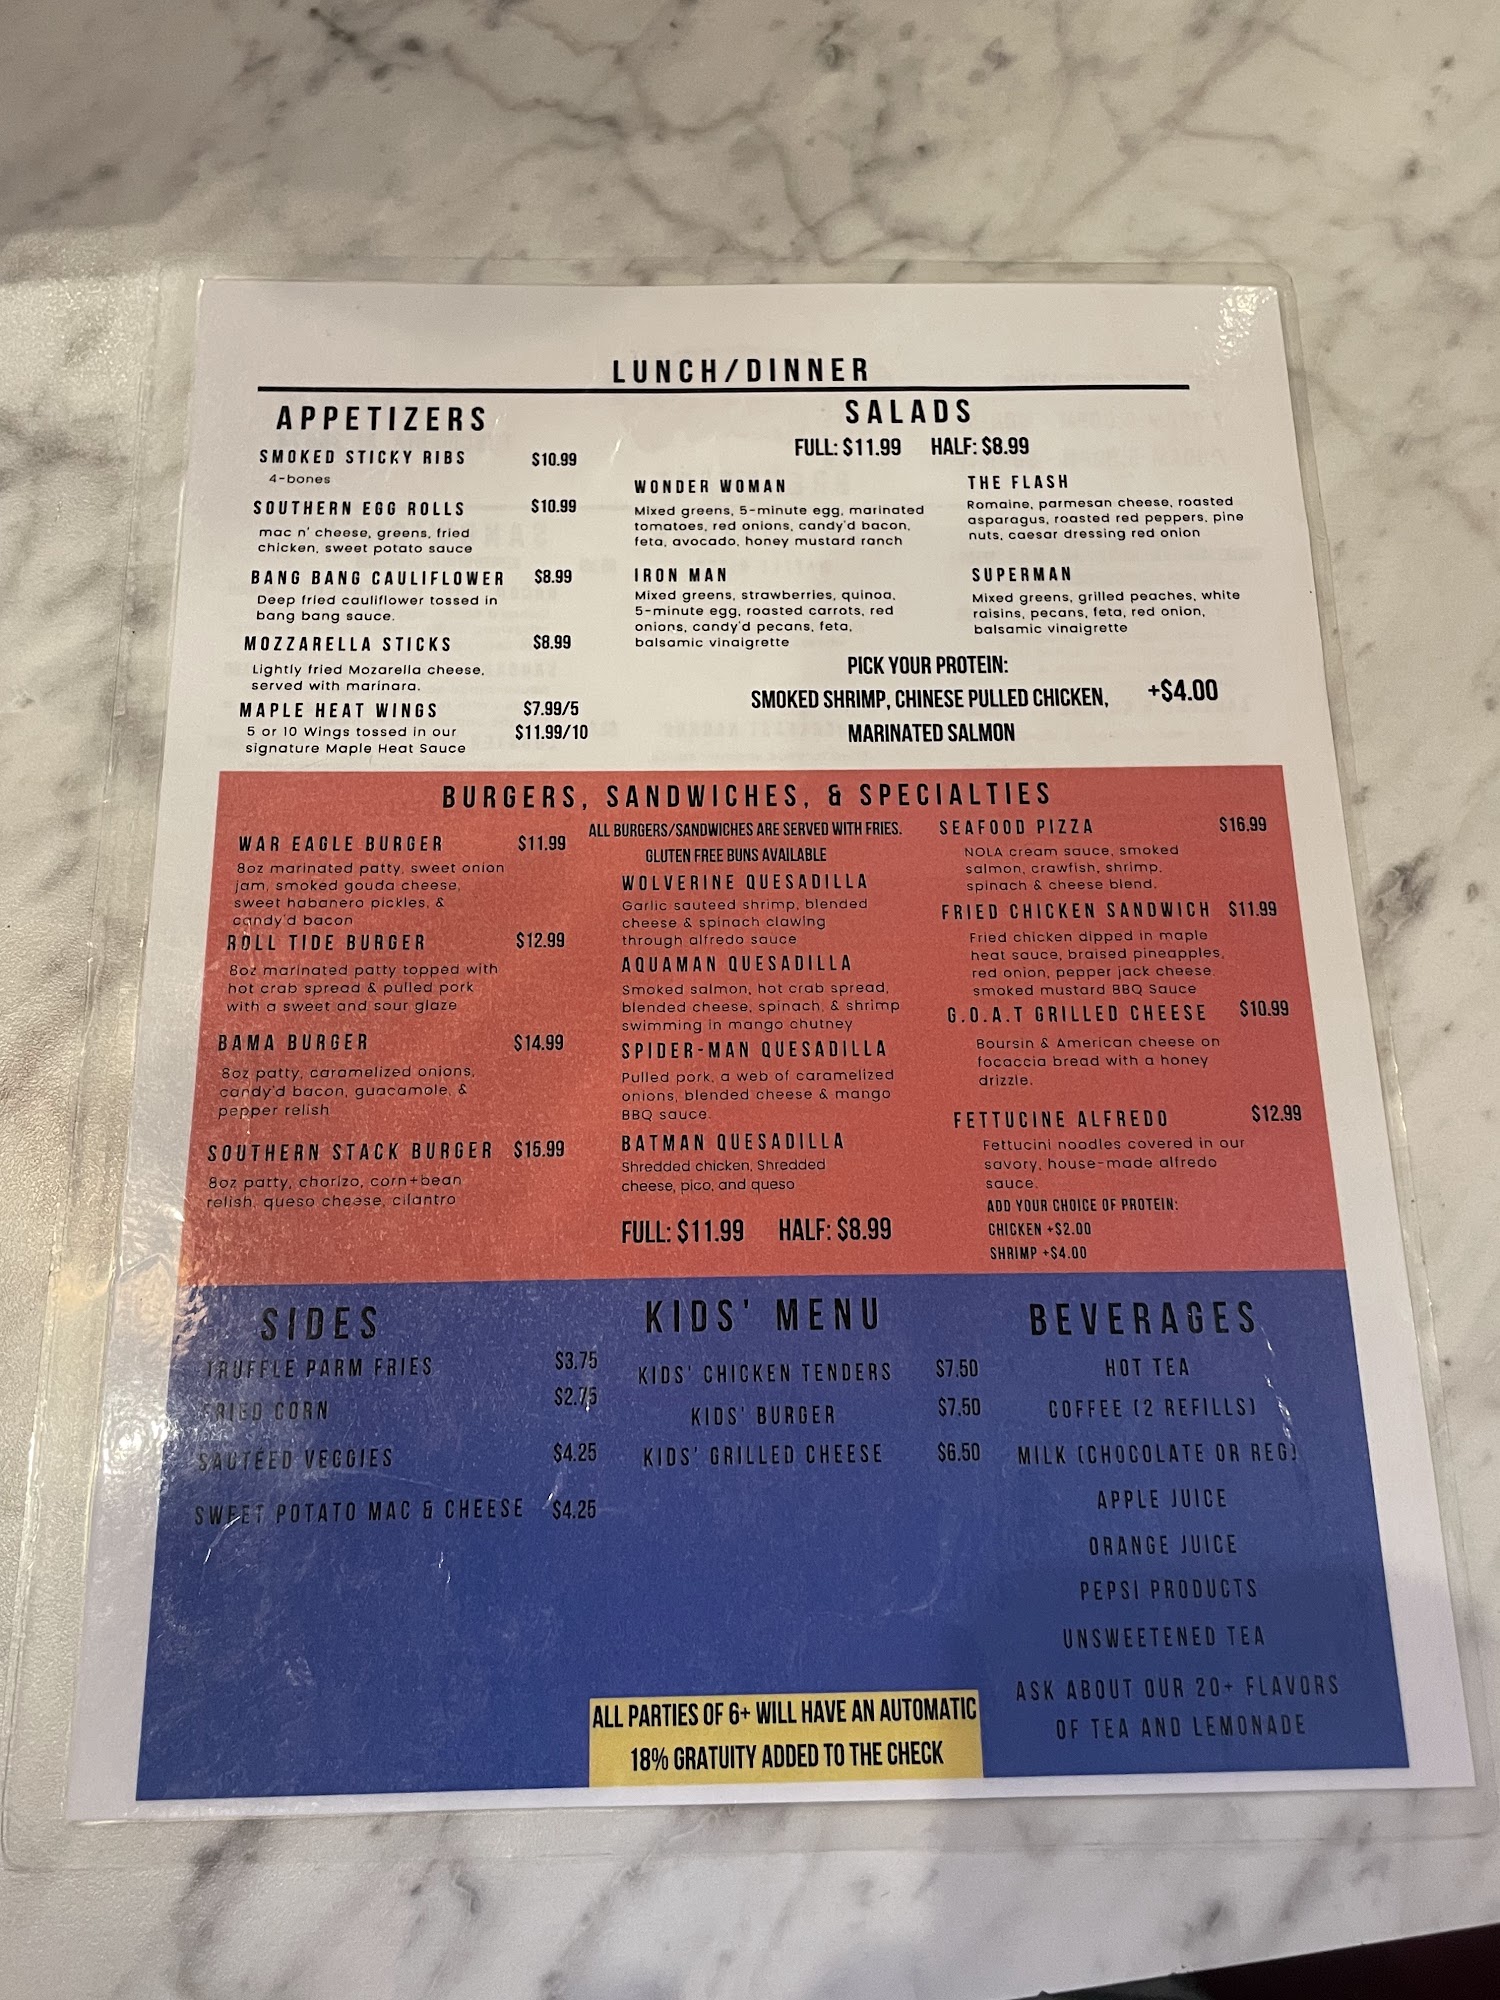 LUNCH/DINNER
APPETIZERS
SMOKED STICKY RIBS $10.99
4-bones
SOUTHERN EGG ROLLS $10.99
mac n' cheese, greens, fried
chicken, sweet potato sauce
BANG BANG CAULIFLOWER $8.99
Deep fried cauliflower tossed in
bang bang sauce.
MOZZARELLA STICKS $8.99
Lightly fried Mozarella cheese,
served with marinara.
MAPLE HEAT WINGS $7.99/5
5 or 10 Wings tossed in our $11.99/10
signature Maple Heat Sauce
SALADS
FULL: $11.99 HALF: $8.99
WONDER WOMAN
Mixed greens, 5-minute egg, marinated
tomatoes, red onions, candy'd bacon,
feta, avocado, honey mustard ranch
IRON MAN
Mixed greens, strawberries, quinoa,
5-minute egg, roasted carrots, red
onions, candy'd pecans, feta,
balsamic vinaigrette
THE FLASH
Romaine, parmesan cheese, roasted
asparagus, roasted red peppers, pine
nuts, caesar dressing red onion
SUPERMAN
Mixed greens, grilled peaches, white
raisins, pecans, feta, red onion,
balsamic vinaigrette
PICK YOUR PROTEIN:
SMOKED SHRIMP, CHINESE PULLED CHICKEN, +$4.00
MARINATED SALMON
BURGERS, SANDWICHES, & SPECIALTIES
WAR EAGLE BURGER $11.99
8oz marinated patty, sweet onion
jam, smoked gouda cheese,
sweet habanero pickles, &
candy'd bacon
ROLL TIDE BURGER $12.99
8oz marinated patty topped with
hot crab spread & pulled pork
with a sweet and sour glaze
BAMA BURGER $14.99
8oz patty, caramelized onions,
candy'd bacon, guacamole, &
pepper relish
SOUTHERN STACK BURGER $15.99
8oz patty, chorizo, corn+bean
relish, queso cheese, cilantro
ALL BURGERS/SANDWICHES ARE SERVED WITH FRIES.
GLUTEN FREE BUNS AVAILABLE
WOLVERINE QUESADILLA
Garlic sauteed shrimp, blended
cheese & spinach clawing
through alfredo sauce
AQUAMAN QUESADILLA
Smoked salmon, hot crab spread,
blended cheese, spinach, & shrimp
swimming in mango chutney
SPIDER-MAN QUESADILLA
Pulled pork, a web of caramelized
onions, blended cheese & mango
BBQ sauce.
BATMAN QUESADILLA
Shredded chicken, Shredded
cheese, pico, and queso
FULL: $11.99 HALF: $8.99
SEAFOOD PIZZA $16.99
NOLA cream sauce, smoked
salmon, crawfish, shrimp,
spinach & cheese blend.
FRIED CHICKEN SANDWICH $11.99
Fried chicken dipped in maple
heat sauce, braised pineapples,
red onion, pepper jack cheese,
smoked mustard BBQ Sauce
G.O.A.T GRILLED CHEESE $10.99
Boursin & American cheese on
focaccia bread with a honey
drizzle.
FETTUCINE ALFREDO $12.99
Fettucini noodles covered in our
savory, house-made alfredo
sauce.
ADD YOUR CHOICE OF PROTEIN:
CHICKEN +$2.00
SHRIMP +$4.00
SIDES
TRUFFLE PARM FRIES $3.75
FRIED CORN $2.75
SAUTÉED VEGGIES $4.25
SWEET POTATO MAC & CHEESE $4.25
KIDS' MENU
KIDS' CHICKEN TENDERS $7.50
KIDS' BURGER $7.50
KIDS' GRILLED CHEESE $6.50
BEVERAGES
HOT TEA
COFFEE (2 REFILLS)
MILK (CHOCOLATE OR REG)
APPLE JUICE
ORANGE JUICE
PEPSI PRODUCTS
UNSWEETENED TEA
ASK ABOUT OUR 20+ FLAVORS
OF TEA AND LEMONADE
ALL PARTIES OF 6+ WILL HAVE AN AUTOMATIC
18% GRATUITY ADDED TO THE CHECK